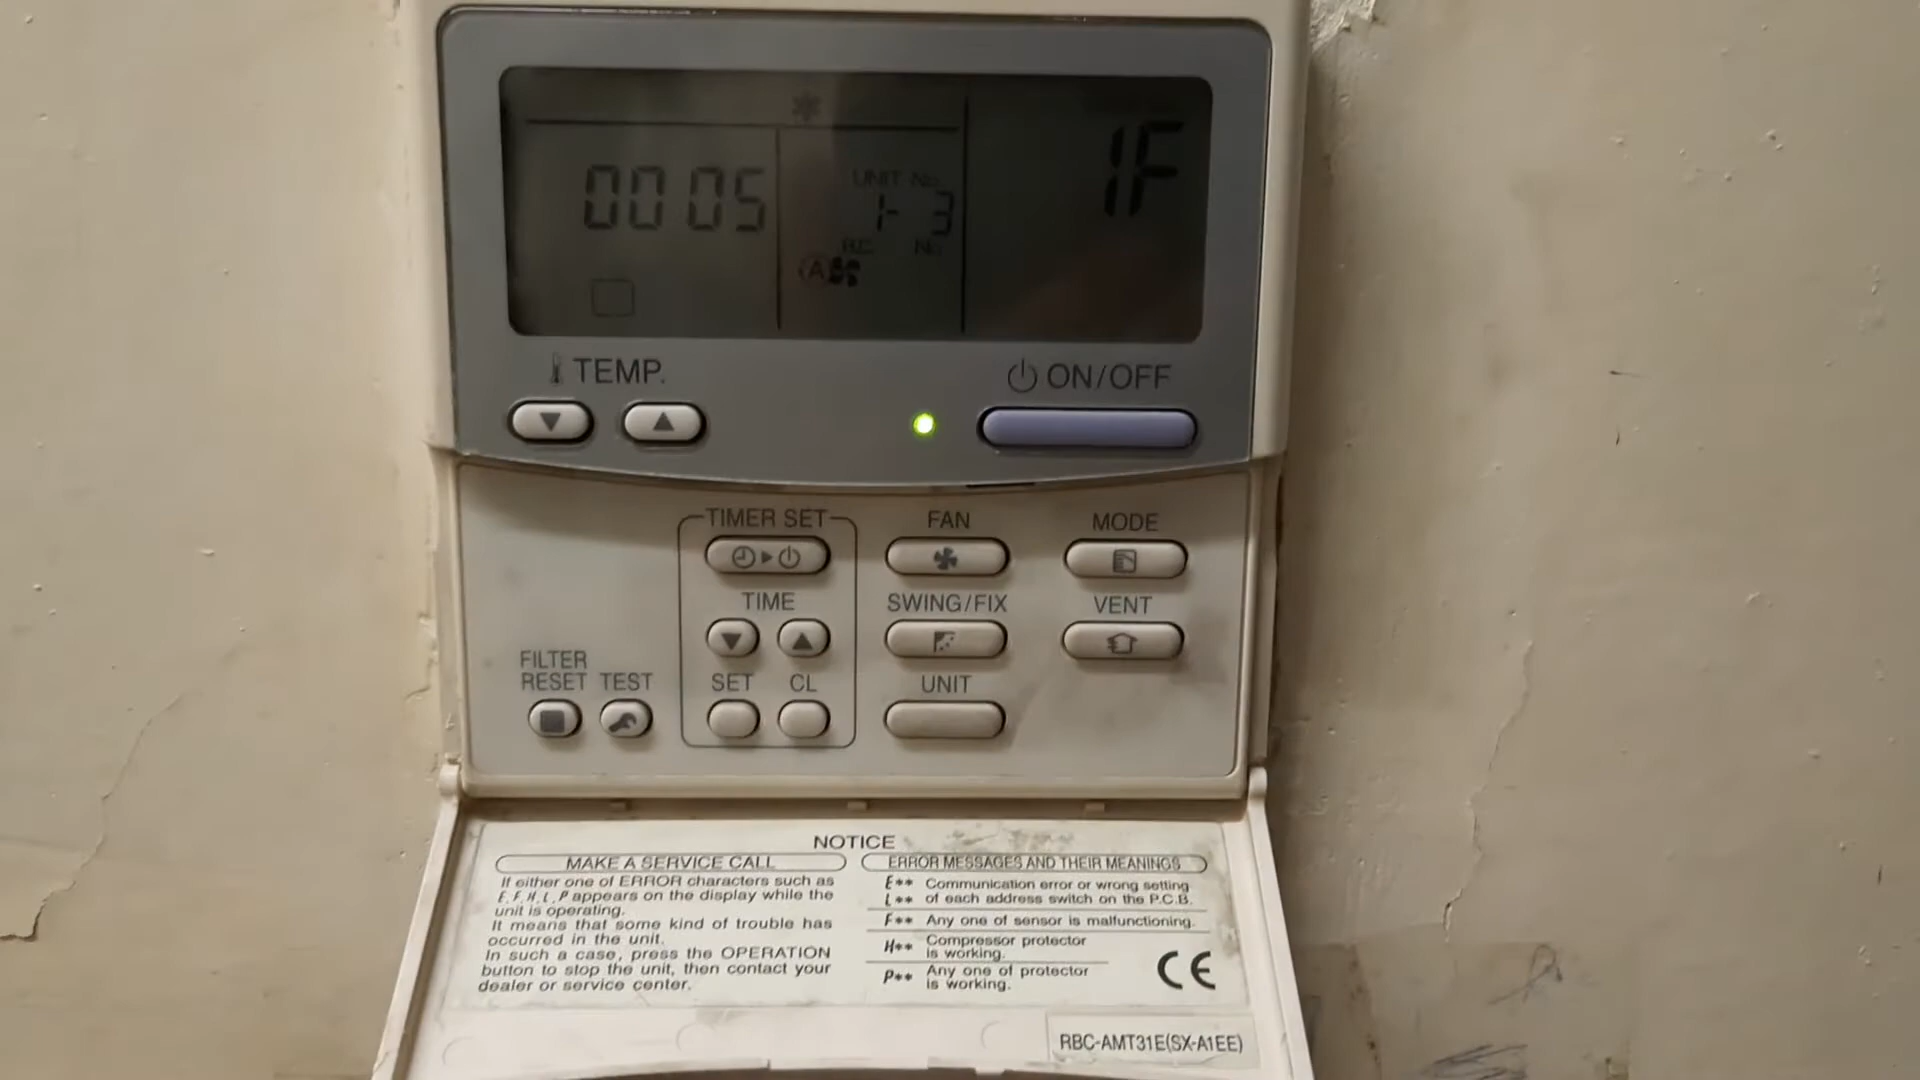 1F
UNIT No.
0005
1- 3
R.C. No.
A
TEMP.
ON/OFF
TIMER SET
FAN
MODE
TIME
SWING/FIX
VENT
FILTER
RESET
TEST
SET
CL
UNIT
NOTICE
MAKE A SERVICE CALL
If either one of ERROR characters such as
E, F, H, L, P appears on the display while the
unit is operating.
It means that some kind of trouble has
occurred in the unit.
In such a case, press the OPERATION
button to stop the unit, then contact your
dealer or service center.
ERROR MESSAGES AND THEIR MEANINGS
E** Communication error or wrong setting
L** of each address switch on the P.C.B.
F** Any one of sensor is malfunctioning.
H** Compressor protector
is working.
P** Any one of protector
is working.
CE
RBC-AMT31E(SX-A1EE)